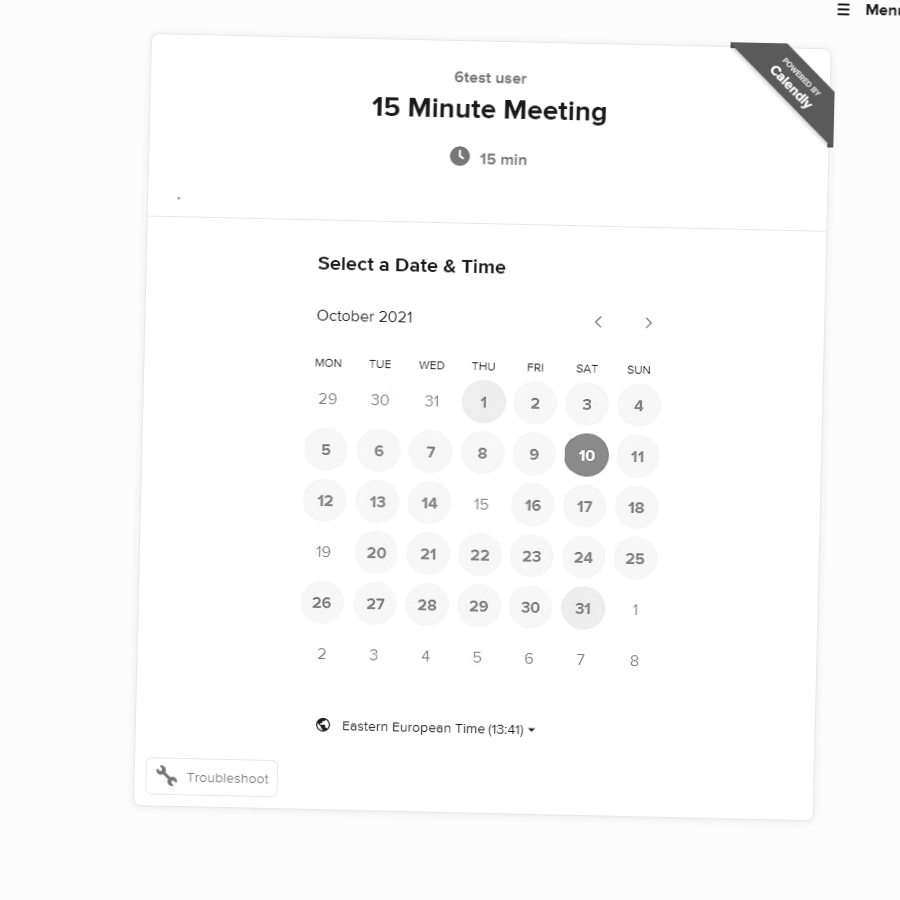 ☰ Menu
POWERED BY
Calendly
6test user
15 Minute Meeting
15 min
.
Select a Date & Time
October 2021
MON TUE WED THU FRI SAT SUN
29 30 31 1 2 3 4
5 6 7 8 9 10 11
12 13 14 15 16 17 18
19 20 21 22 23 24 25
26 27 28 29 30 31 1
2 3 4 5 6 7 8
Eastern European Time (13:41)
Troubleshoot